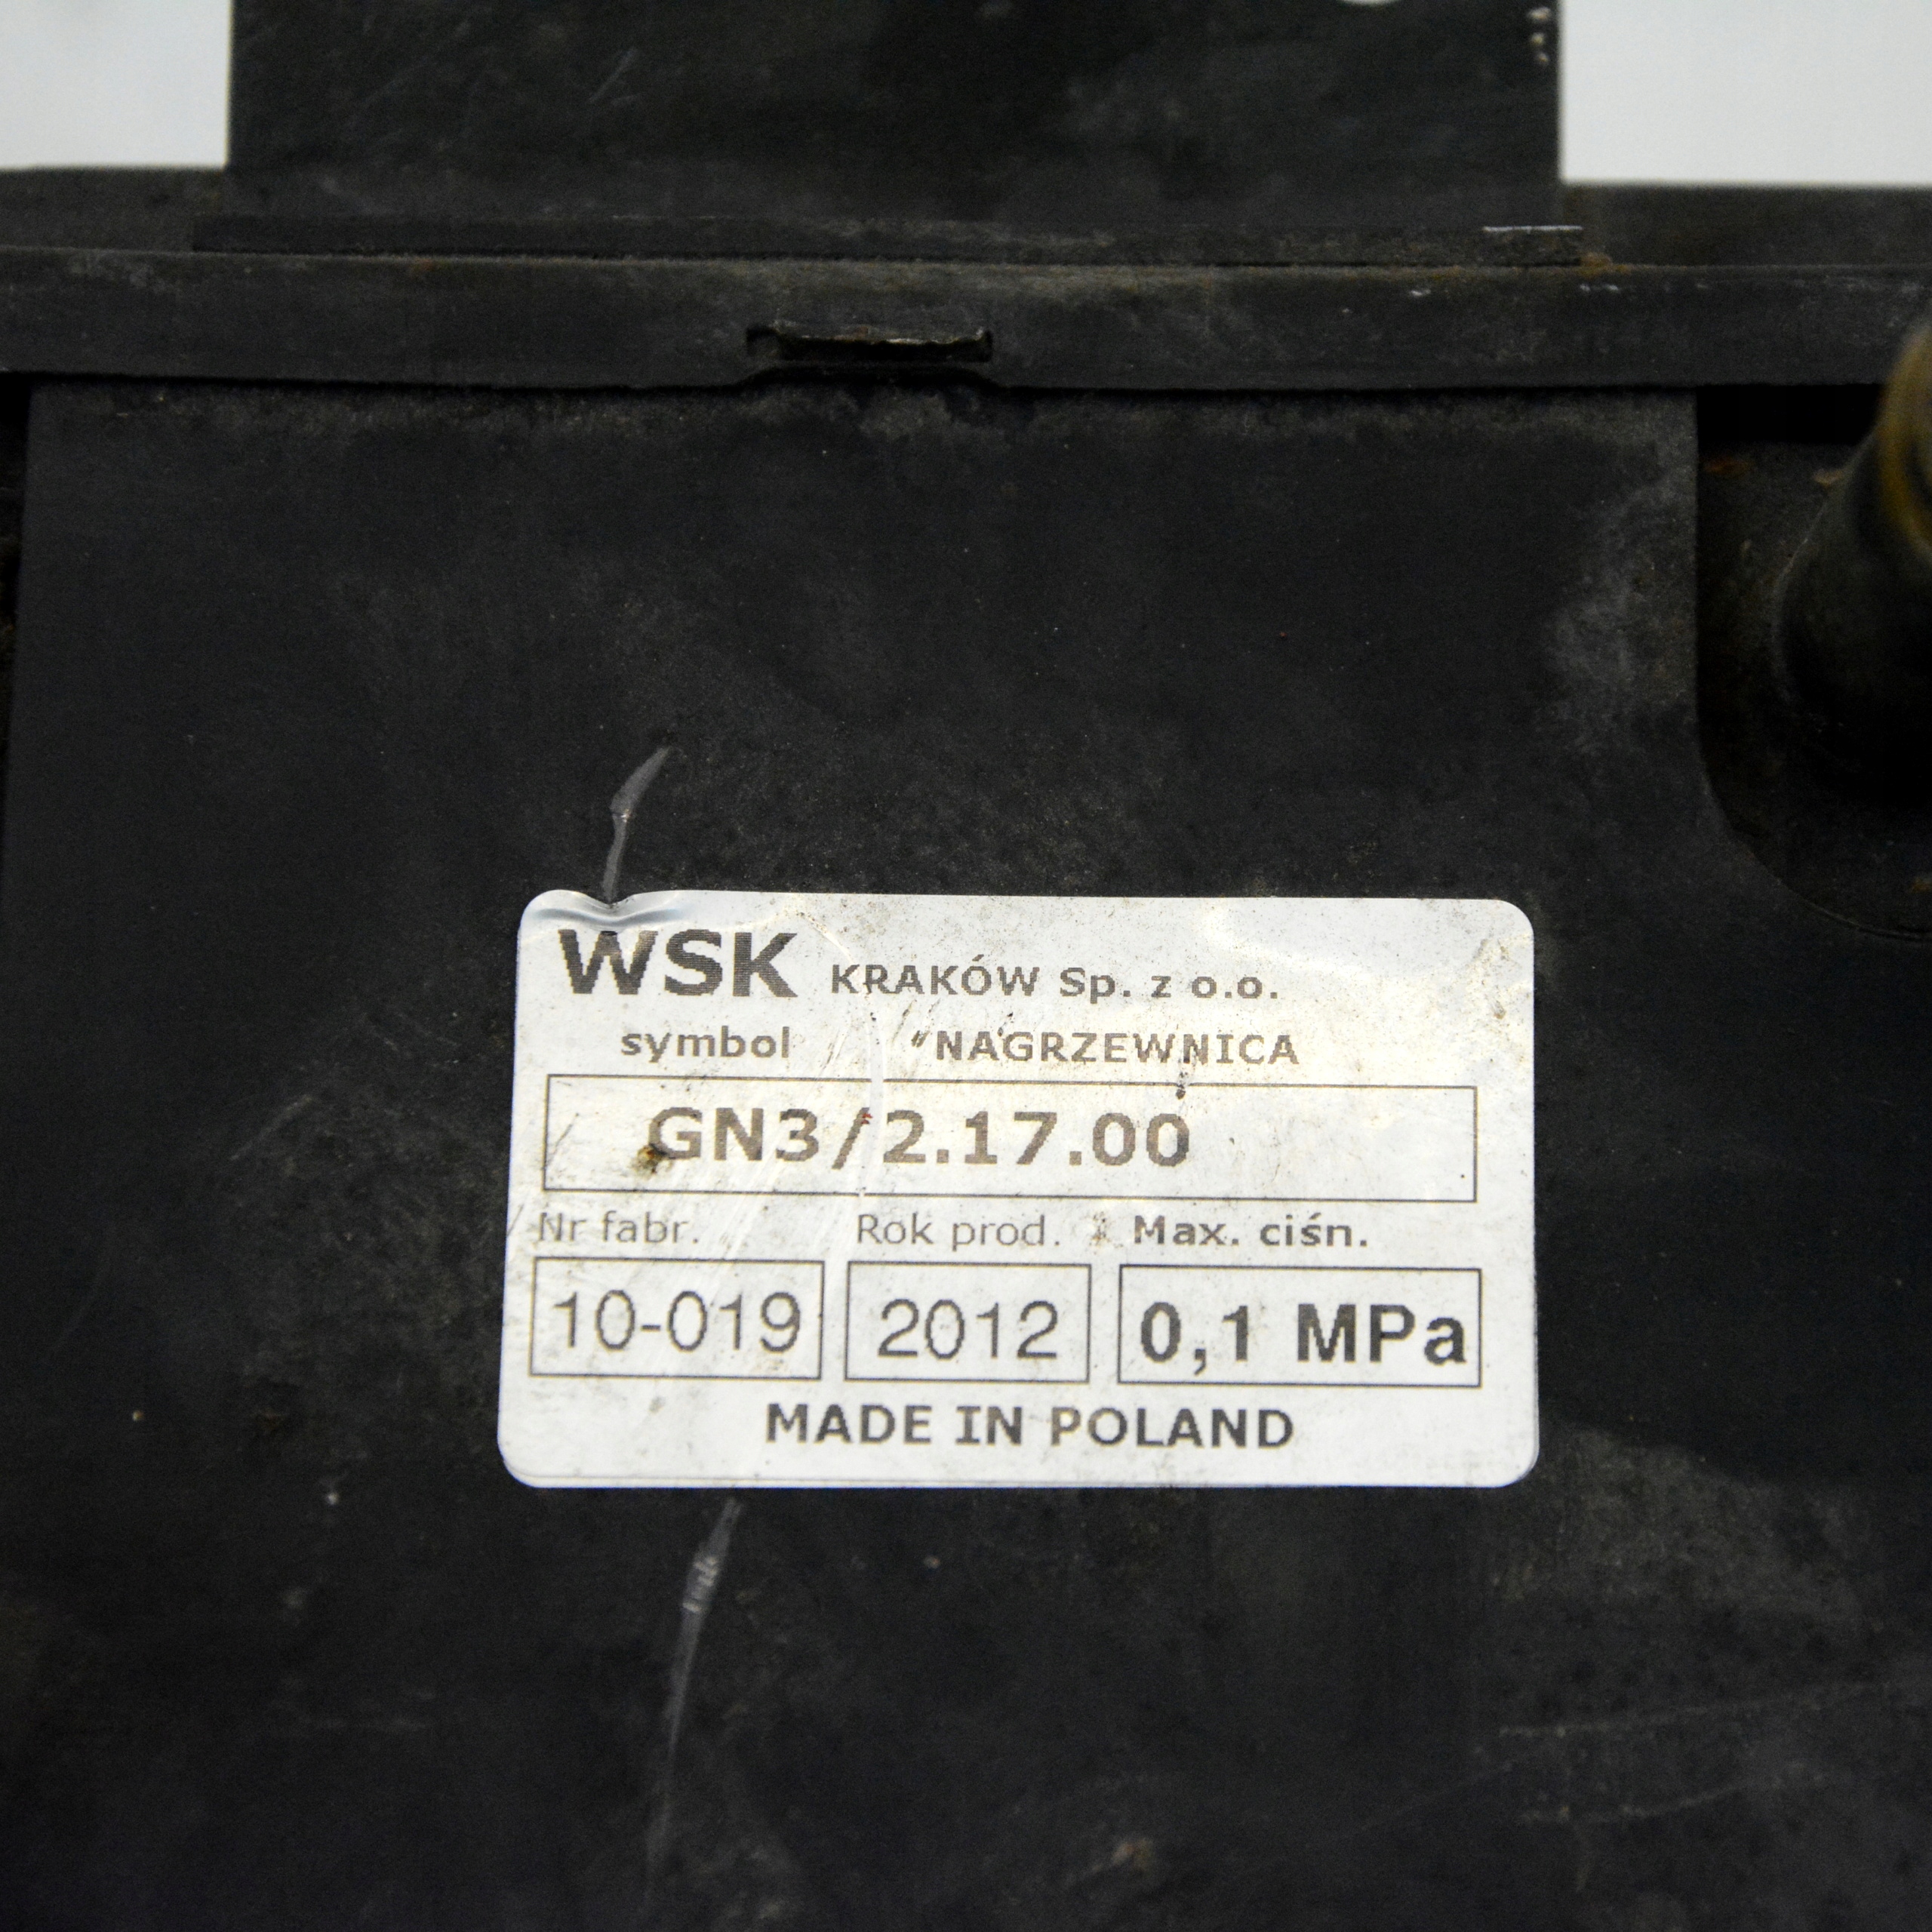 WSK KRAKÓW Sp. z o.o.
symbol NAGRZEWNICA
GN3/2.17.00
Nr fabr. Rok prod. Max. ciśn.
10-019 2012 0,1 MPa
MADE IN POLAND